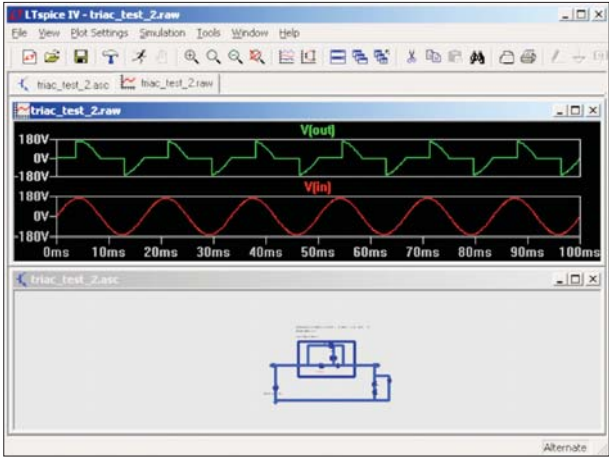 LTspice IV - triac_test_2.raw
File View Plot Settings Simulation Tools Window Help
triac_test_2.asc triac_test_2.raw
triac_test_2.raw
V(out)
180V
0V
-180V
V(in)
180V
0V
-180V
0ms 10ms 20ms 30ms 40ms 50ms 60ms 70ms 80ms 90ms 100ms
triac_test_2.asc
Alternate